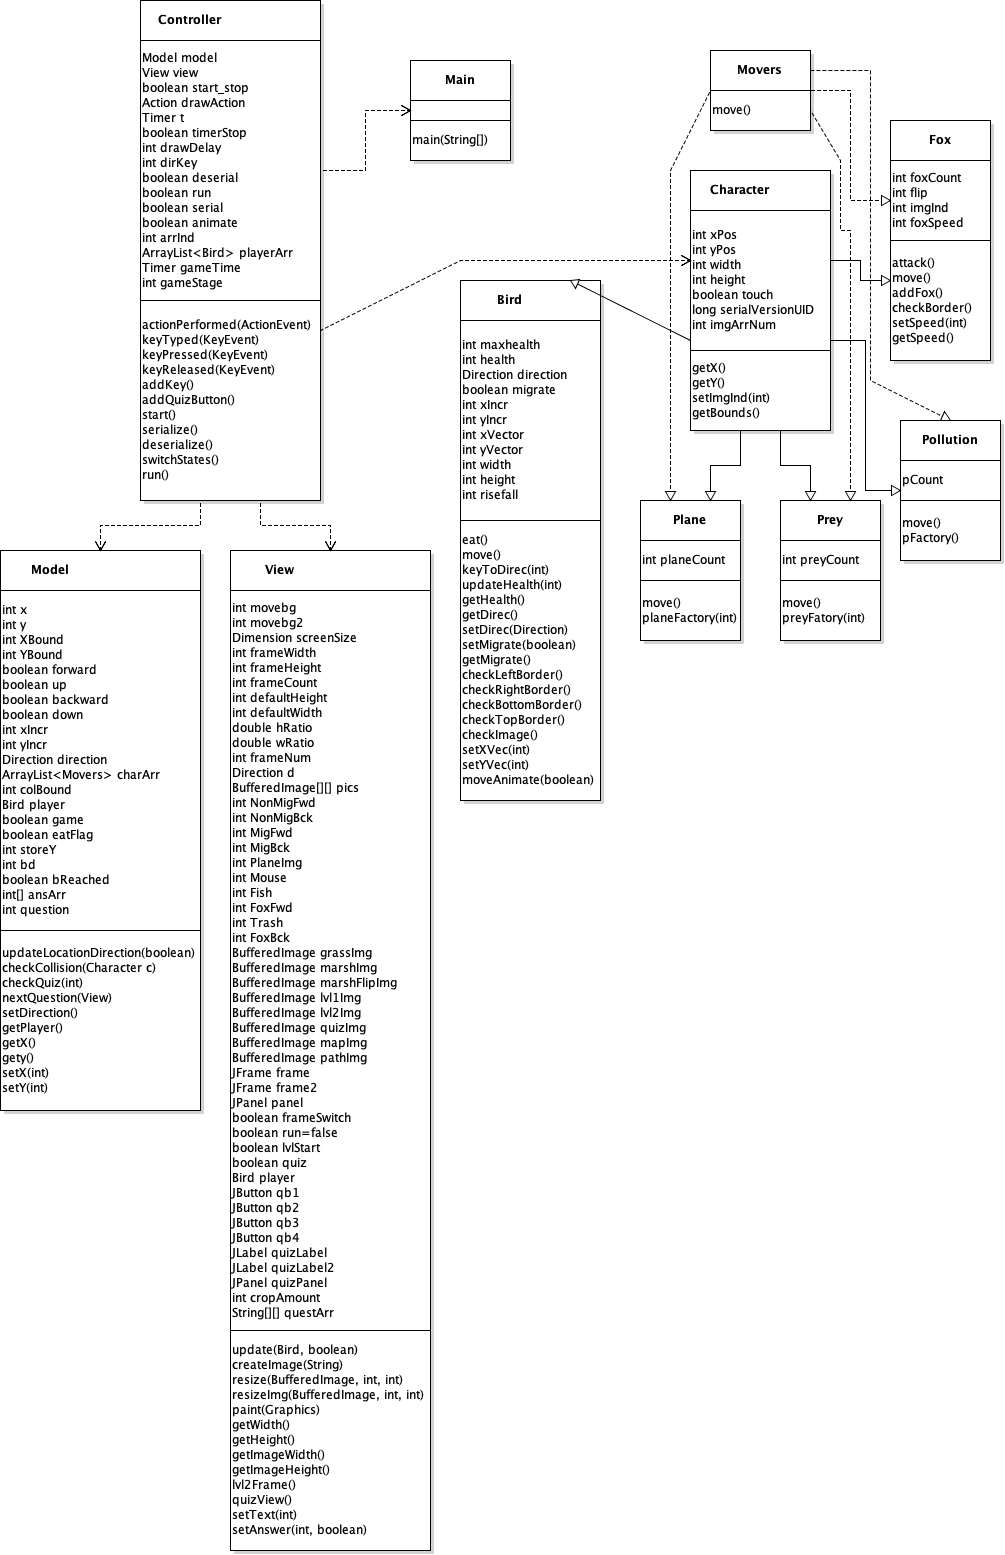 Controller
Model model
View view
boolean start_stop
Action drawAction
Timer t
boolean timerStop
int drawDelay
int dirKey
boolean deserial
boolean run
boolean serial
boolean animate
int arrInd
ArrayList<Bird> playerArr
Timer gameTime
int gameStage
actionPerformed(ActionEvent)
keyTyped(KeyEvent)
keyPressed(KeyEvent)
keyReleased(KeyEvent)
addKey()
addQuizButton()
start()
serialize()
deserialize()
switchStates()
run()
Main
main(String[])
Movers
move()
Fox
int foxCount
int flip
int imgInd
int foxSpeed
attack()
move()
addFox()
checkBorder()
setSpeed(int)
getSpeed()
Character
int xPos
int yPos
int width
int height
boolean touch
long serialVersionUID
int imgArrNum
getX()
getY()
setImgInd(int)
getBounds()
Bird
int maxhealth
int health
Direction direction
boolean migrate
int xIncr
int yIncr
int xVector
int yVector
int width
int height
int risefall
eat()
move()
keyToDirec(int)
updateHealth(int)
getHealth()
getDirec()
setDirec(Direction)
setMigrate(boolean)
getMigrate()
checkLeftBorder()
checkRightBorder()
checkBottomBorder()
checkTopBorder()
checkImage()
setXVec(int)
setYVec(int)
moveAnimate(boolean)
Pollution
pCount
move()
pFactory()
Plane
int planeCount
move()
planeFactory(int)
Prey
int preyCount
move()
preyFatory(int)
Model
int x
int y
int XBound
int YBound
boolean forward
boolean up
boolean backward
boolean down
int xIncr
int yIncr
Direction direction
ArrayList<Movers> charArr
int colBound
Bird player
boolean game
boolean eatFlag
int storeY
int bd
boolean bReached
int[] ansArr
int question
updateLocationDirection(boolean)
checkCollision(Character c)
checkQuiz(int)
nextQuestion(View)
setDirection()
getPlayer()
getX()
gety()
setX(int)
setY(int)
View
int movebg
int movebg2
Dimension screenSize
int frameWidth
int frameHeight
int frameCount
int defaultHeight
int defaultWidth
double hRatio
double wRatio
int frameNum
Direction d
BufferedImage[][] pics
int NonMigFwd
int NonMigBck
int MigFwd
int MigBck
int PlaneImg
int Mouse
int Fish
int FoxFwd
int Trash
int FoxBck
BufferedImage grassImg
BufferedImage marshImg
BufferedImage marshFlipImg
BufferedImage lvl1Img
BufferedImage lvl2Img
BufferedImage quizImg
BufferedImage mapImg
BufferedImage pathImg
JFrame frame
JFrame frame2
JPanel panel
boolean frameSwitch
boolean run=false
boolean lvlStart
boolean quiz
Bird player
JButton qb1
JButton qb2
JButton qb3
JButton qb4
JLabel quizLabel
JLabel quizLabel2
JPanel quizPanel
int cropAmount
String[][] questArr
update(Bird, boolean)
createImage(String)
resize(BufferedImage, int, int)
resizeImg(BufferedImage, int, int)
paint(Graphics)
getWidth()
getHeight()
getImageWidth()
getImageHeight()
lvl2Frame()
quizView()
setText(int)
setAnswer(int, boolean)